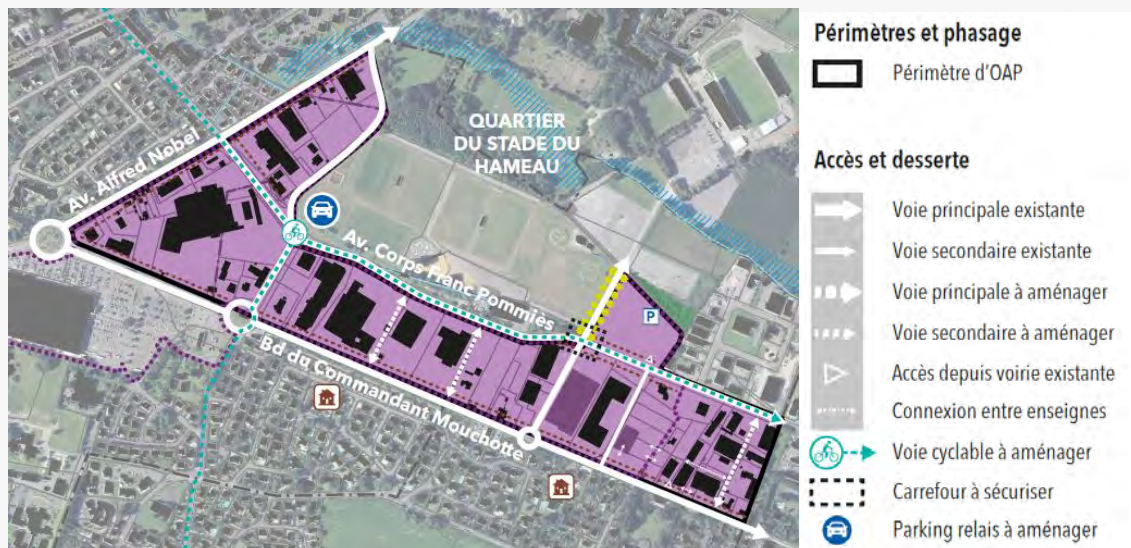 Av. Alfred Nobel
QUARTIER
DU STADE DU
HAMEAU
Av. Corps Franc Pommiès
P
Bd du Commandant Mouchotte
Périmètres et phasage
Périmètre d'OAP
Accès et desserte
Voie principale existante
Voie secondaire existante
Voie principale à aménager
Voie secondaire à aménager
Accès depuis voirie existante
Connexion entre enseignes
Voie cyclable à aménager
Carrefour à sécuriser
Parking relais à aménager